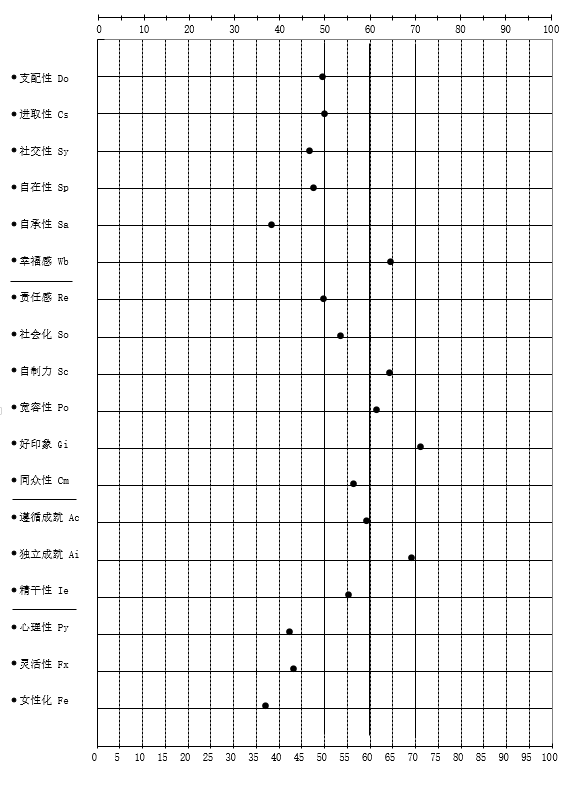 0 10 20 30 40 50 60 70 80 90 100
● 支配性 Do
● 进取性 Cs
● 社交性 Sy
● 自在性 Sp
● 自承性 Sa
● 幸福感 Wb
● 责任感 Re
● 社会化 So
● 自制力 Sc
● 宽容性 Po
● 好印象 Gi
● 同众性 Cm
● 遵循成就 Ac
● 独立成就 Ai
● 精干性 Ie
● 心理性 Py
● 灵活性 Fx
● 女性化 Fe
0 5 10 15 20 25 30 35 40 45 50 55 60 65 70 75 80 85 90 95 100